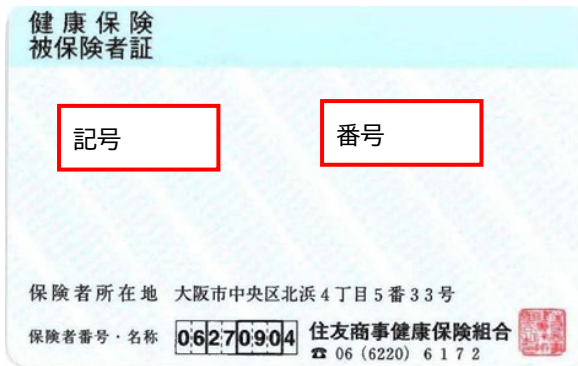 健康保険
被保険者証
記号
番号
保険者所在地 大阪市中央区北浜4丁目5番33号
保険者番号・名称 06270904 住友商事健康保険組合
☎ 06 (6220) 6172